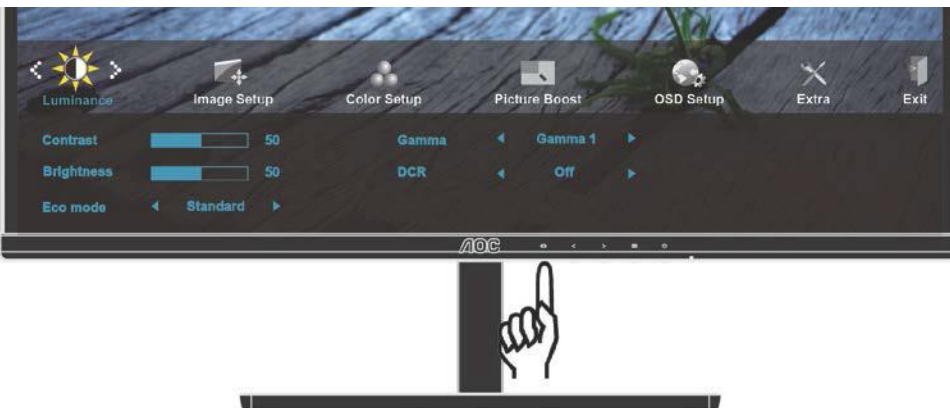 Luminance Image Setup Color Setup Picture Boost OSD Setup Extra Exit
Contrast 50 Gamma Gamma 1
Brightness 50 DCR Off
Eco mode Standard
AOC